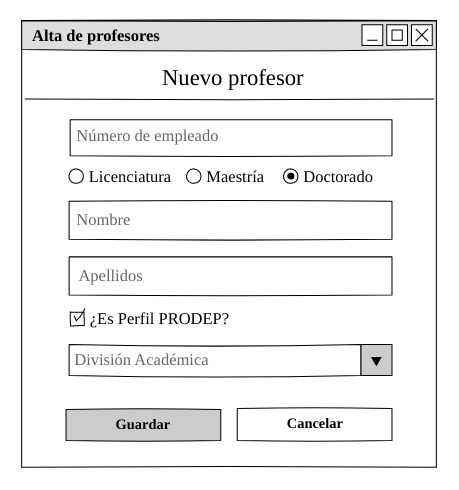 Alta de profesores
Nuevo profesor
Número de empleado
Licenciatura Maestría Doctorado
Nombre
Apellidos
¿Es Perfil PRODEP?
División Académica
Guardar Cancelar